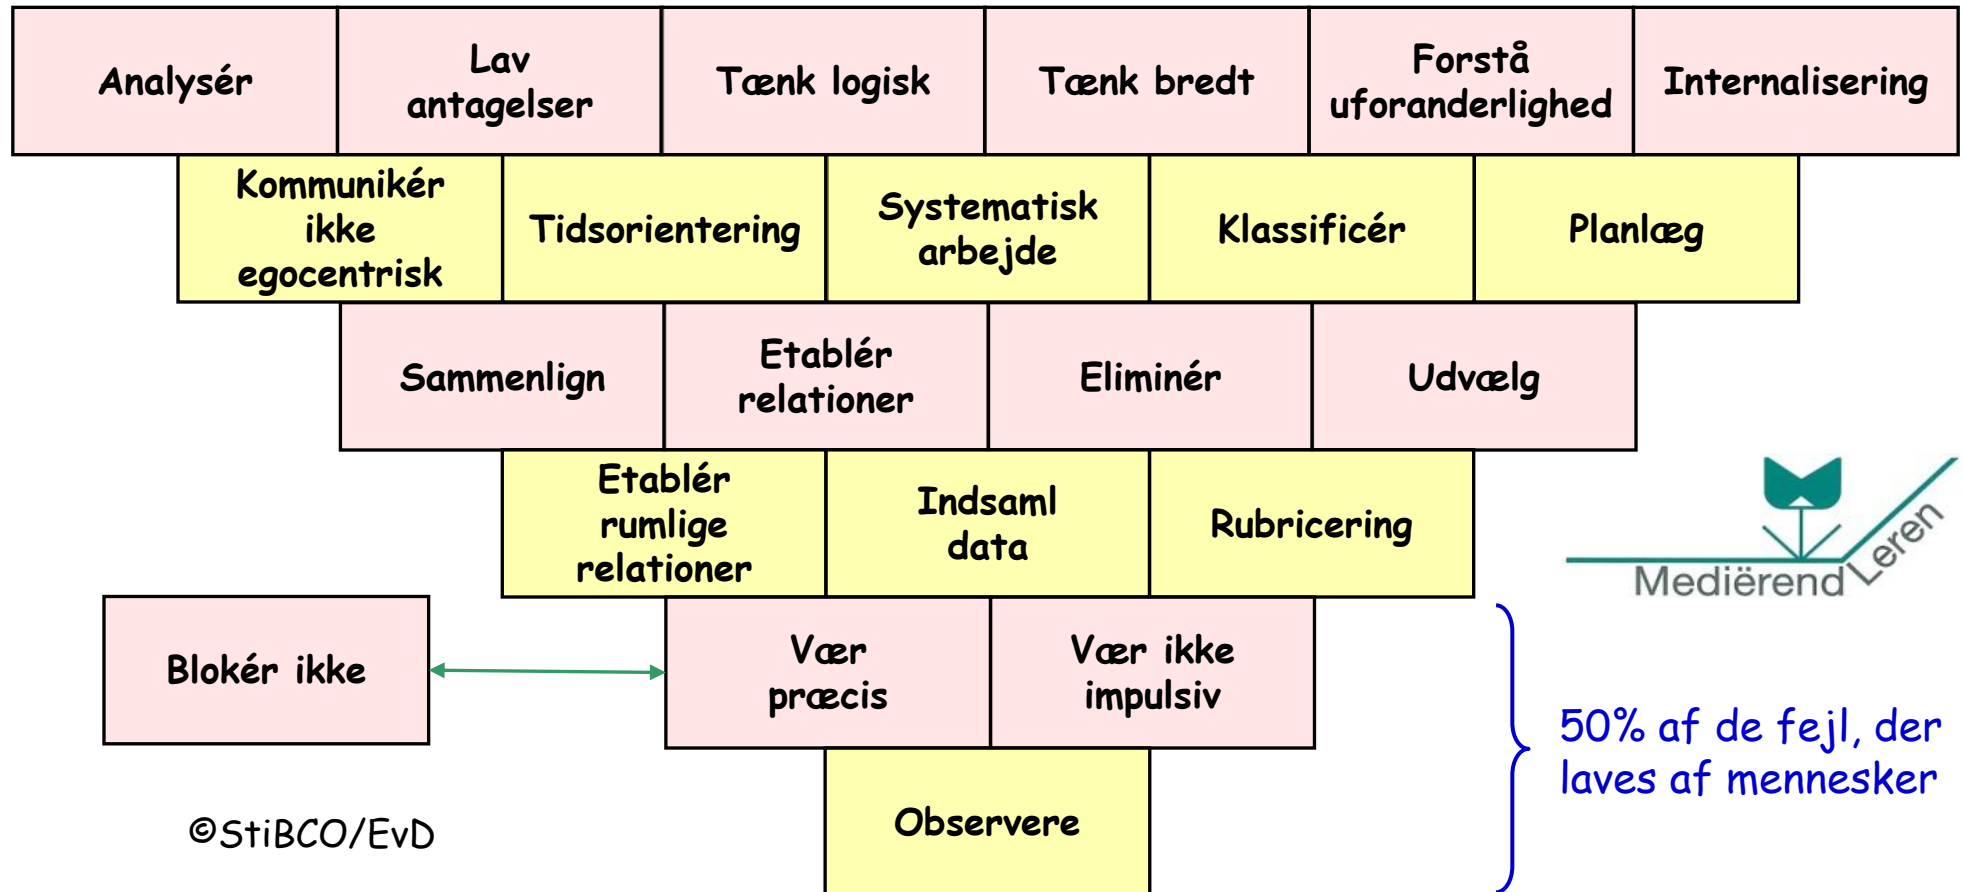 Analysér
Lav
antagelser
Tænk logisk
Tænk bredt
Forstå
uforanderlighed
Internalisering
Kommunikér
ikke
egocentrisk
Tidsorientering
Systematisk
arbejde
Klassificér
Planlæg
Sammenlign
Etablér
relationer
Eliminér
Udvælg
Etablér
rumlige
relationer
Indsaml
data
Rubricering
Mediërend Leren
Blokér ikke
Vær
præcis
Vær ikke
impulsiv
50% af de fejl, der
laves af mennesker
Observere
©StiBCO/EvD